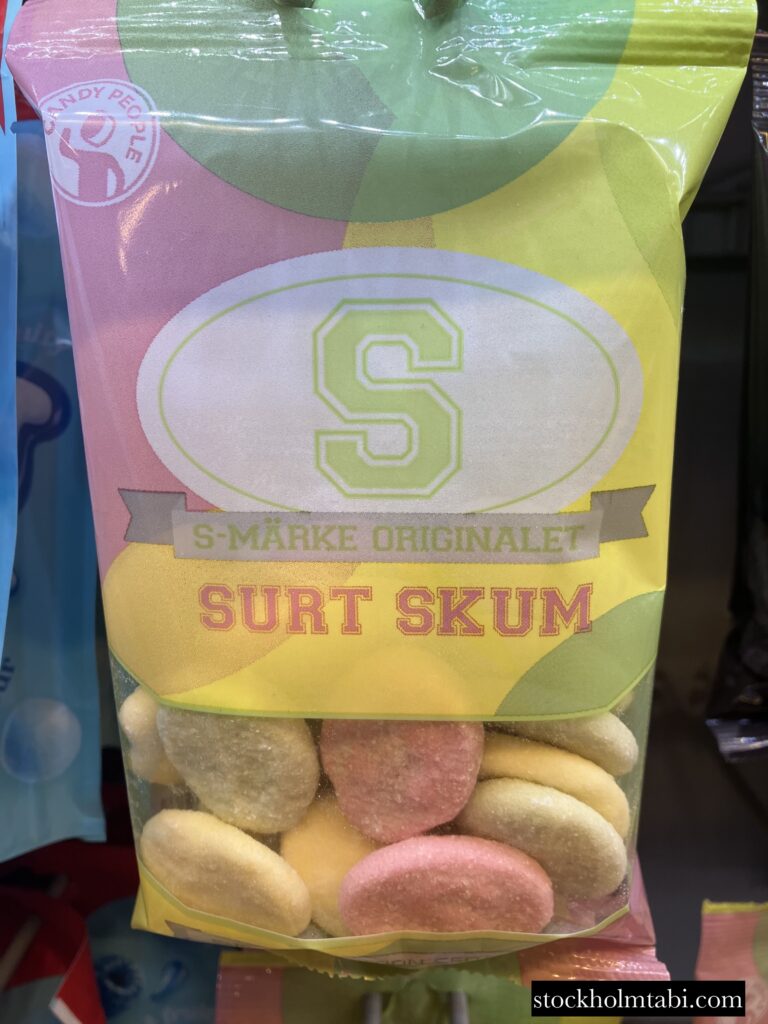 CANDY PEOPLE
S
S-MÄRKE ORIGINALET
SURT SKUM
stockholmtabi.com